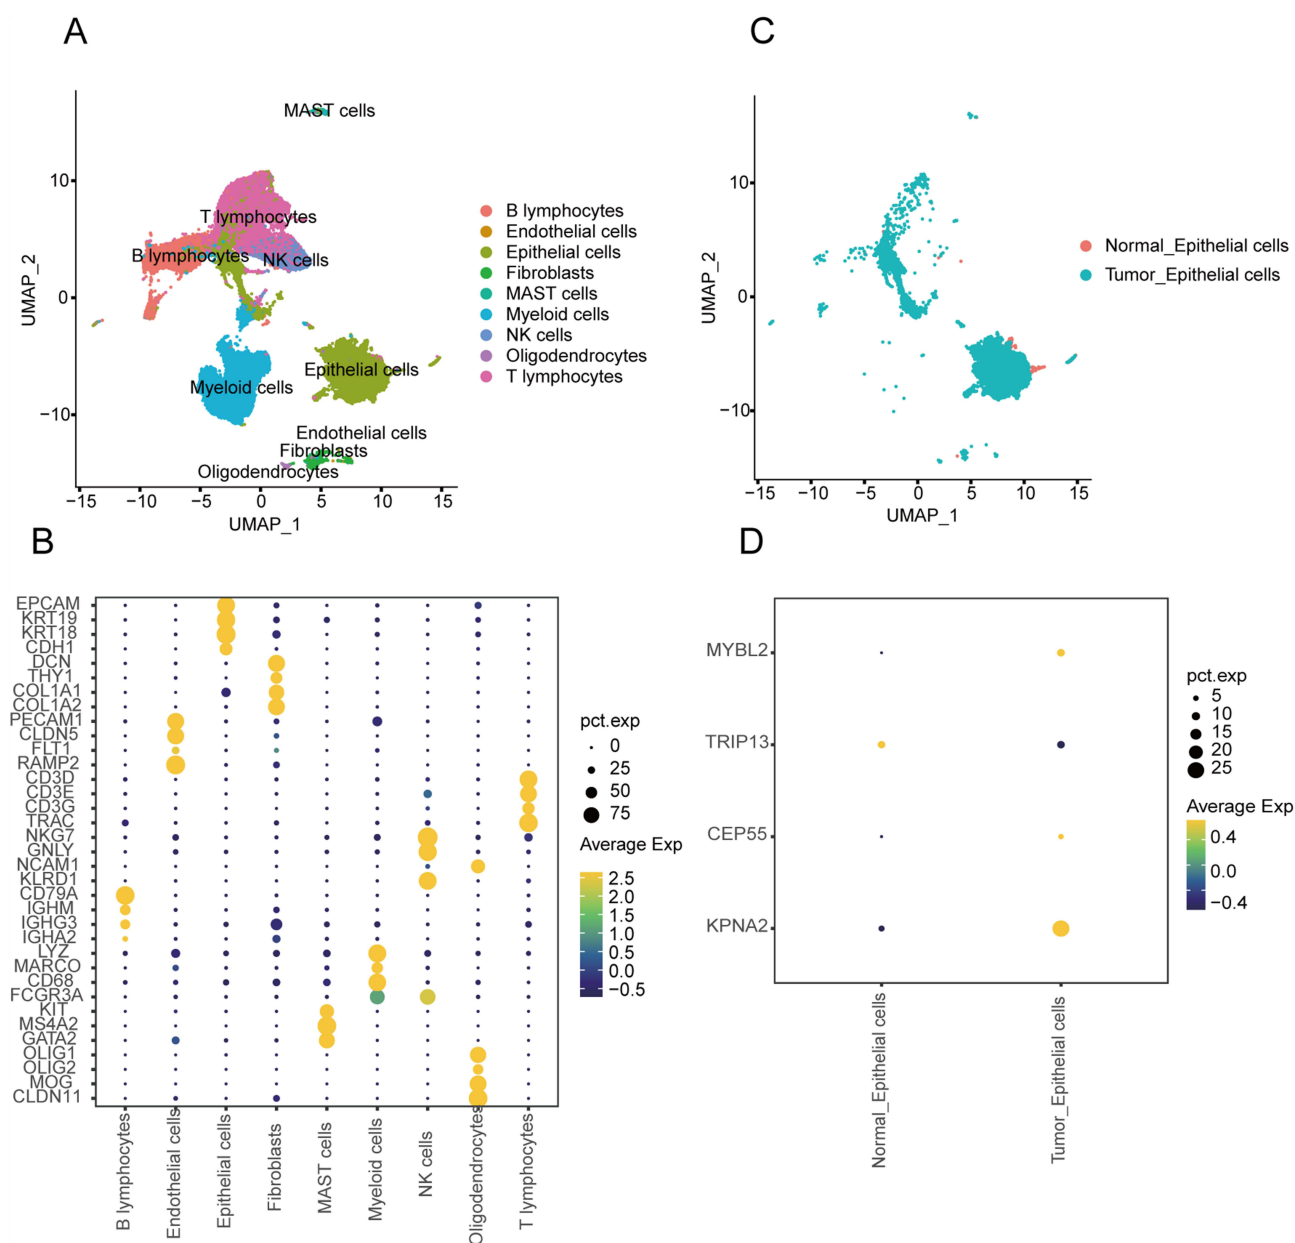 A
MAST cells
T lymphocytes
B lymphocytes
NK cells
Epithelial cells
Myeloid cells
Endothelial cells
Fibroblasts
Oligodendrocytes
10
0
−10
UMAP_2
−15
−10
−5
0
5
10
15
UMAP_1
B lymphocytes
Endothelial cells
Epithelial cells
Fibroblasts
MAST cells
Myeloid cells
NK cells
Oligodendrocytes
T lymphocytes
C
10
0
−10
UMAP_2
−15
−10
−5
0
5
10
15
UMAP_1
Normal_Epithelial cells
Tumor_Epithelial cells
B
EPCAM
KRT19
KRT18
CDH1
DCN
THY1
COL1A1
COL1A2
PECAM1
CLDN5
FLT1
RAMP2
CD3D
CD3E
CD3G
TRAC
NKG7
GNLY
NCAM1
KLRD1
CD79A
IGHM
IGHG3
IGHA2
LYZ
MARCO
CD68
FCGR3A
KIT
MS4A2
GATA2
OLIG1
OLIG2
MOG
CLDN11
B lymphocytes
Endothelial cells
Epithelial cells
Fibroblasts
MAST cells
Myeloid cells
NK cells
Oligodendrocytes
T lymphocytes
pct.exp
0
25
50
75
Average Exp
2.5
2.0
1.5
1.0
0.5
0.0
−0.5
D
MYBL2
TRIP13
CEP55
KPNA2
Normal_Epithelial cells
Tumor_Epithelial cells
pct.exp
5
10
15
20
25
Average Exp
0.4
0.0
−0.4